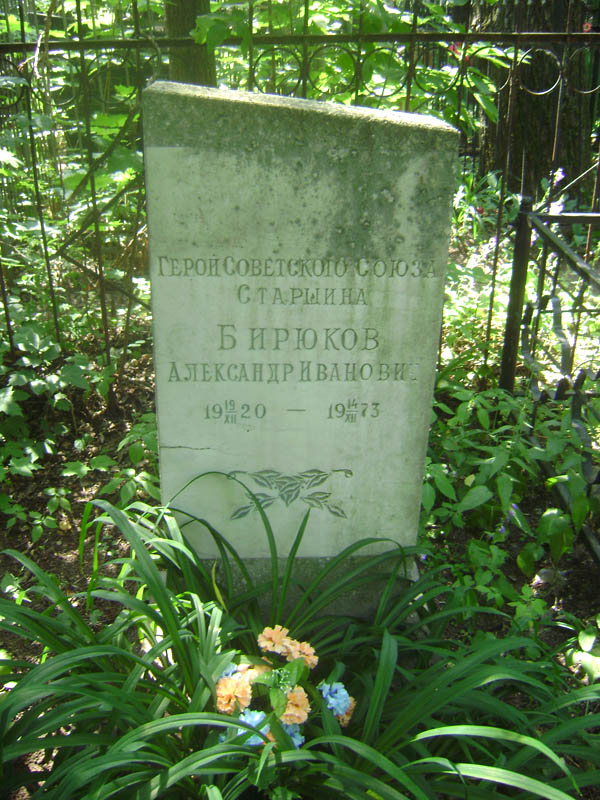 Герой Советского Союза
Старшина
Бирюков
Александр Иванович
19 19/XII 20 — 19 14/XII 73